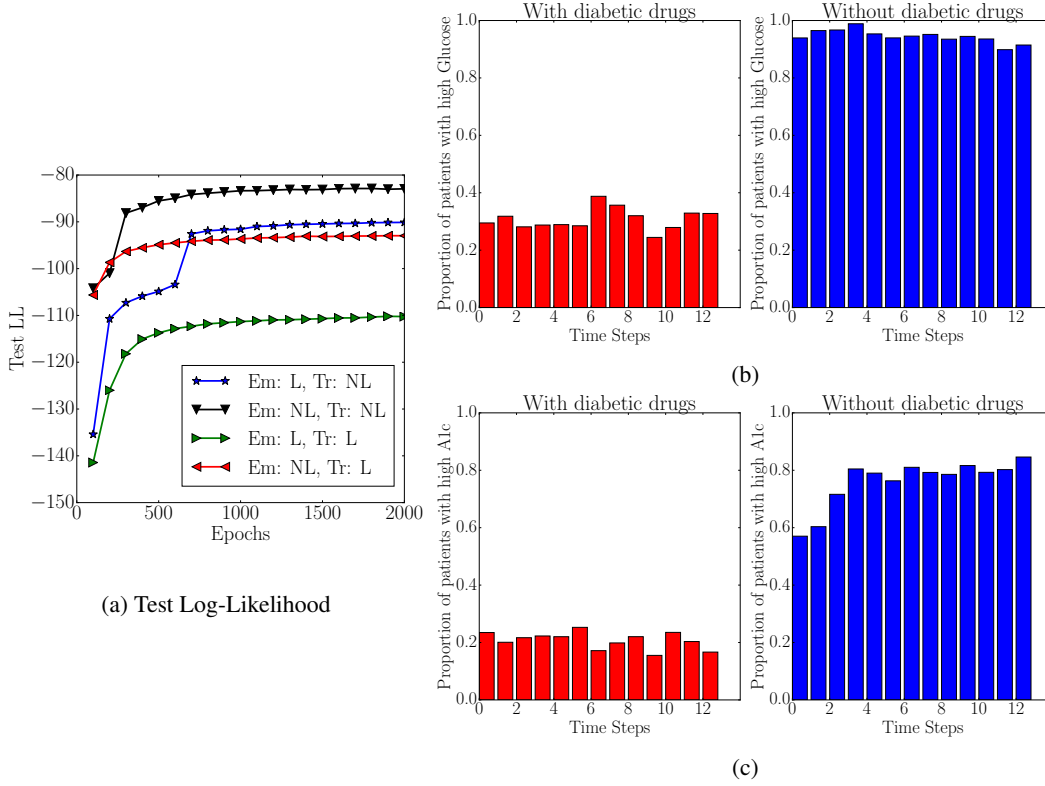 −80
−90
−100
−110
−120
−130
−140
−150
Test LL
0
500
1000
1500
2000
Epochs
Em: L, Tr: NL
Em: NL, Tr: NL
Em: L, Tr: L
Em: NL, Tr: L
(a) Test Log-Likelihood
With diabetic drugs
Proportion of patients with high Glucose
1.0
0.8
0.6
0.4
0.2
0.0
0 2 4 6 8 10 12
Time Steps
Without diabetic drugs
Proportion of patients with high Glucose
1.0
0.8
0.6
0.4
0.2
0.0
0 2 4 6 8 10 12
Time Steps
(b)
With diabetic drugs
Proportion of patients with high A1c
1.0
0.8
0.6
0.4
0.2
0.0
0 2 4 6 8 10 12
Time Steps
Without diabetic drugs
Proportion of patients with high A1c
1.0
0.8
0.6
0.4
0.2
0.0
0 2 4 6 8 10 12
Time Steps
(c)